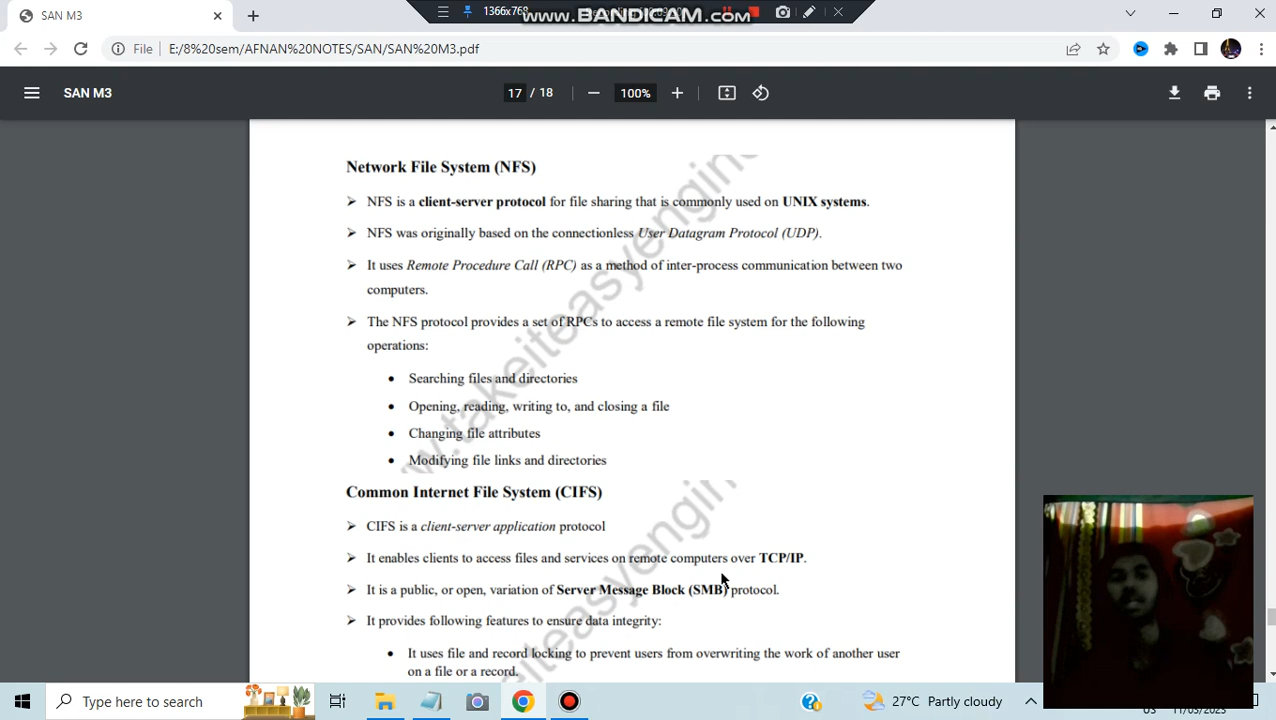 SAN M3
1366x768
www.BANDICAM.com
File
E:/8%20sem/AFNAN%20NOTES/SAN/SAN%20M3.pdf
SAN M3
17 / 18
100%
Network File System (NFS)
➢ NFS is a client-server protocol for file sharing that is commonly used on UNIX systems.
➢ NFS was originally based on the connectionless User Datagram Protocol (UDP).
➢ It uses Remote Procedure Call (RPC) as a method of inter-process communication between two
computers.
➢ The NFS protocol provides a set of RPCs to access a remote file system for the following
operations:
• Searching files and directories
• Opening, reading, writing to, and closing a file
• Changing file attributes
• Modifying file links and directories
Common Internet File System (CIFS)
➢ CIFS is a client-server application protocol
➢ It enables clients to access files and services on remote computers over TCP/IP.
➢ It is a public, or open, variation of Server Message Block (SMB) protocol.
➢ It provides following features to ensure data integrity:
• It uses file and record locking to prevent users from overwriting the work of another user
on a file or a record.
Type here to search
27°C Partly cloudy